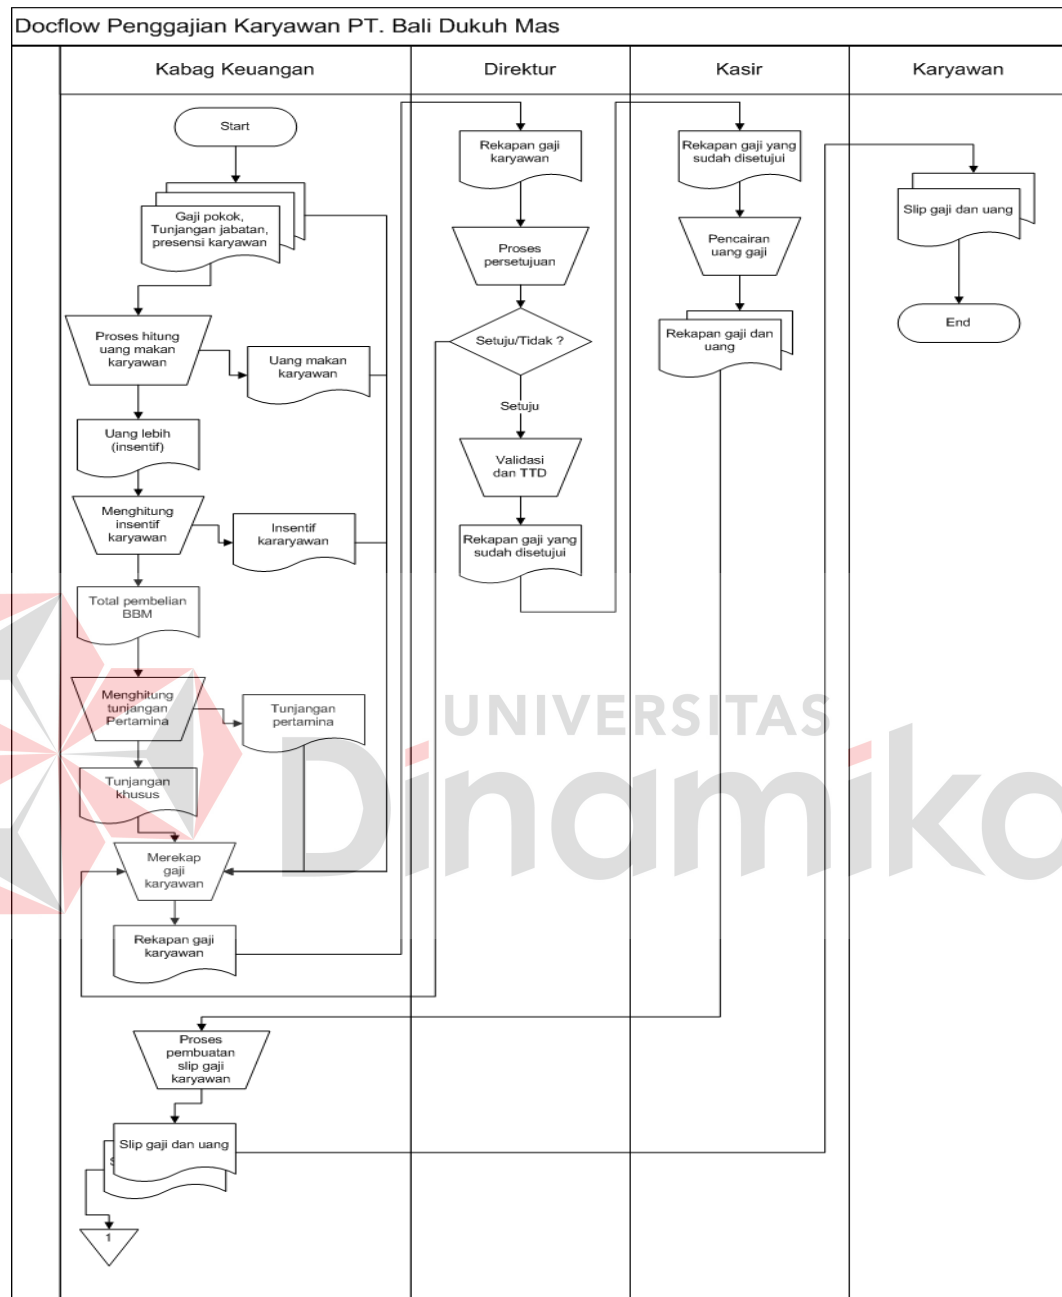 Docflow Penggajian Karyawan PT. Bali Dukuh Mas
Kabag Keuangan
Direktur
Kasir
Karyawan
Start
Gaji pokok,
Tunjangan jabatan,
presensi karyawan
Proses hitung
uang makan
karyawan
Uang makan
karyawan
Uang lebih
(insentif)
Menghitung
insentif
karyawan
Insentif
kararyawan
Total pembelian
BBM
Menghitung
tunjangan
Pertamina
Tunjangan
pertamina
Tunjangan
khusus
Merekap
gaji
karyawan
Rekapan gaji
karyawan
Proses
pembuatan
slip gaji
karyawan
Slip gaji dan uang
1
Rekapan gaji
karyawan
Proses
persetujuan
Setuju/Tidak ?
Setuju
Validasi
dan TTD
Rekapan gaji yang
sudah disetujui
Rekapan gaji yang
sudah disetujui
Pencairan
uang gaji
Rekapan gaji dan
uang
Slip gaji dan uang
End
UNIVERSITAS
Dinamika